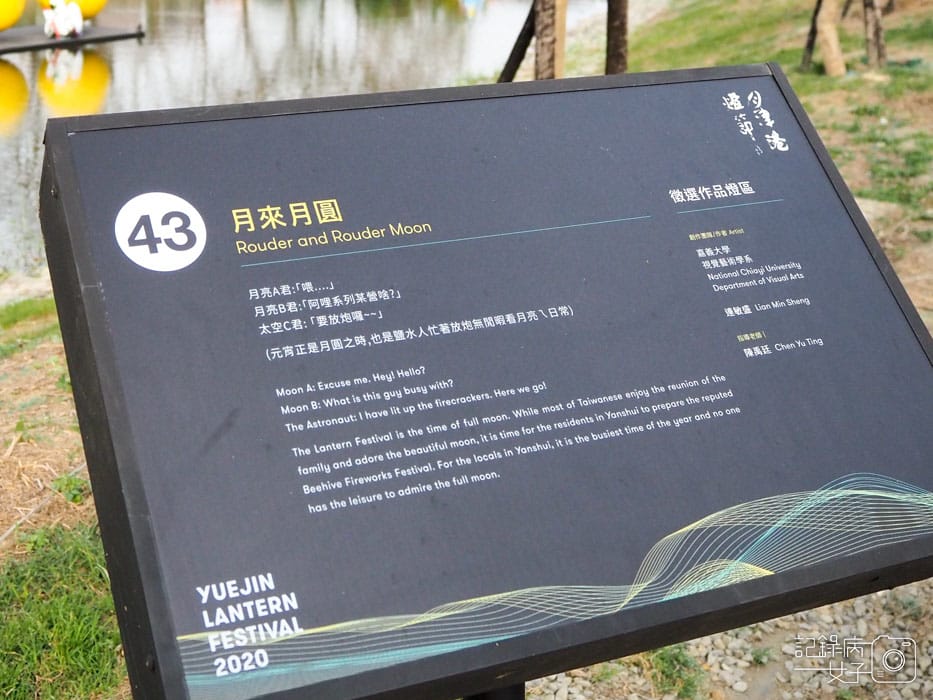 月津港
燈節
43
月來月圓
Rouder and Rouder Moon
月亮A君:「喂....」
月亮B君:「阿哩系列某營啥?」
太空C君:「要放炮囉~~」
(元宵正是月圓之時,也是鹽水人忙著放炮無閒暇看月亮ㄟ日常)
Moon A: Excuse me. Hey! Hello?
Moon B: What is this guy busy with?
The Astronaut: I have lit up the firecrackers. Here we go!
The Lantern Festival is the time of full moon. While most of Taiwanese enjoy the reunion of the
family and adore the beautiful moon, it is time for the residents in Yanshui to prepare the reputed
Beehive Fireworks Festival. For the locals in Yanshui, it is the busiest time of the year and no one
has the leisure to admire the full moon.
徵選作品燈區
創作團隊/作者 Artist
嘉義大學
視覺藝術學系
National Chiayi University
Department of Visual Arts
連敏盛 Lian Min Sheng
指導老師 |
陳禹廷 Chen Yu Ting
YUEJIN
LANTERN
FESTIVAL
2020
記錄病
女子